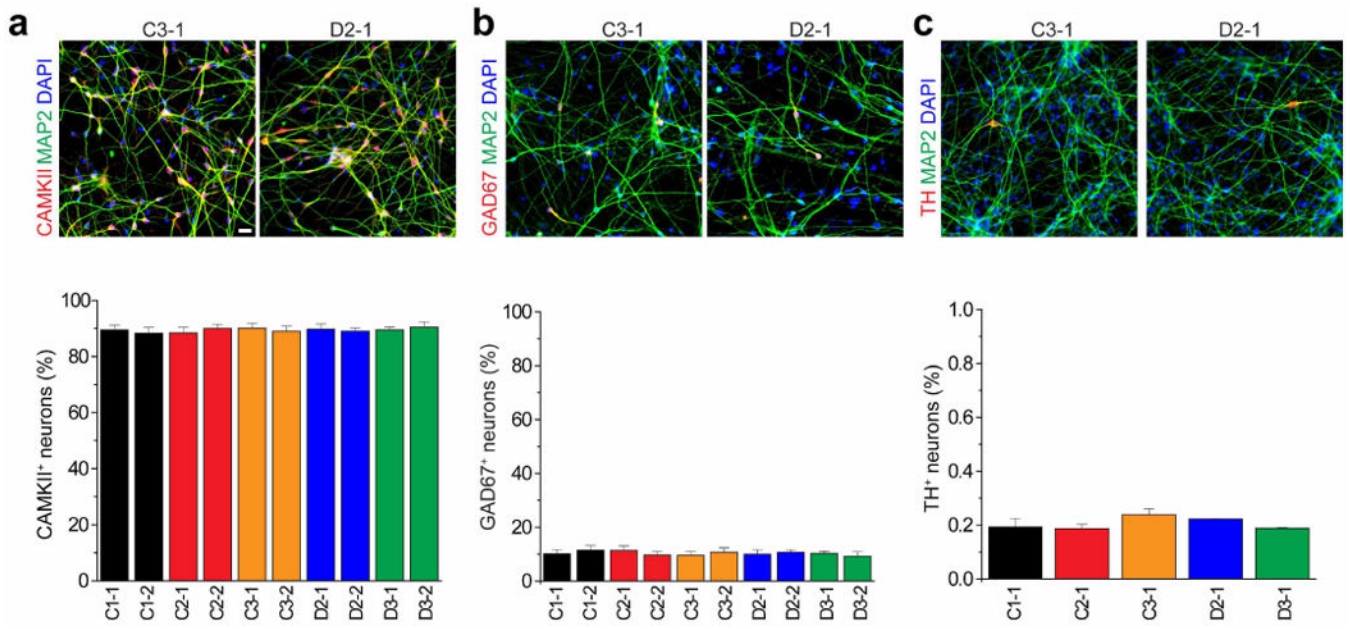 a
C3-1 D2-1
CAMKII MAP2 DAPI
CAMKII⁺ neurons (%)
100
80
60
40
20
0
C1-1 C1-2 C2-1 C2-2 C3-1 C3-2 D2-1 D2-2 D3-1 D3-2
b
C3-1 D2-1
GAD67 MAP2 DAPI
GAD67⁺ neurons (%)
100
80
60
40
20
0
C1-1 C1-2 C2-1 C2-2 C3-1 C3-2 D2-1 D2-2 D3-1 D3-2
c
C3-1 D2-1
TH MAP2 DAPI
TH⁺ neurons (%)
1.0
0.8
0.6
0.4
0.2
0.0
C1-1 C2-1 C3-1 D2-1 D3-1